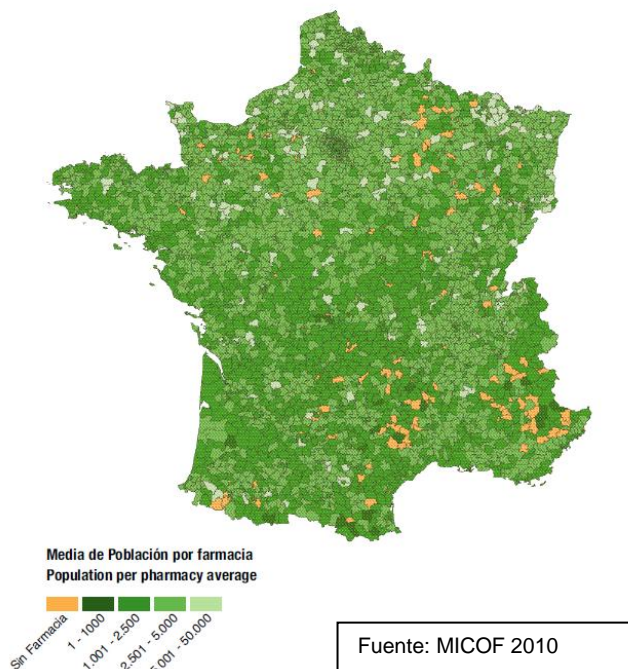 Media de Población por farmacia
Population per pharmacy average
Sin Farmacia
1 - 1000
1.001 - 2.500
2.501 - 5.000
5.001 - 50.000
Fuente: MICOF 2010